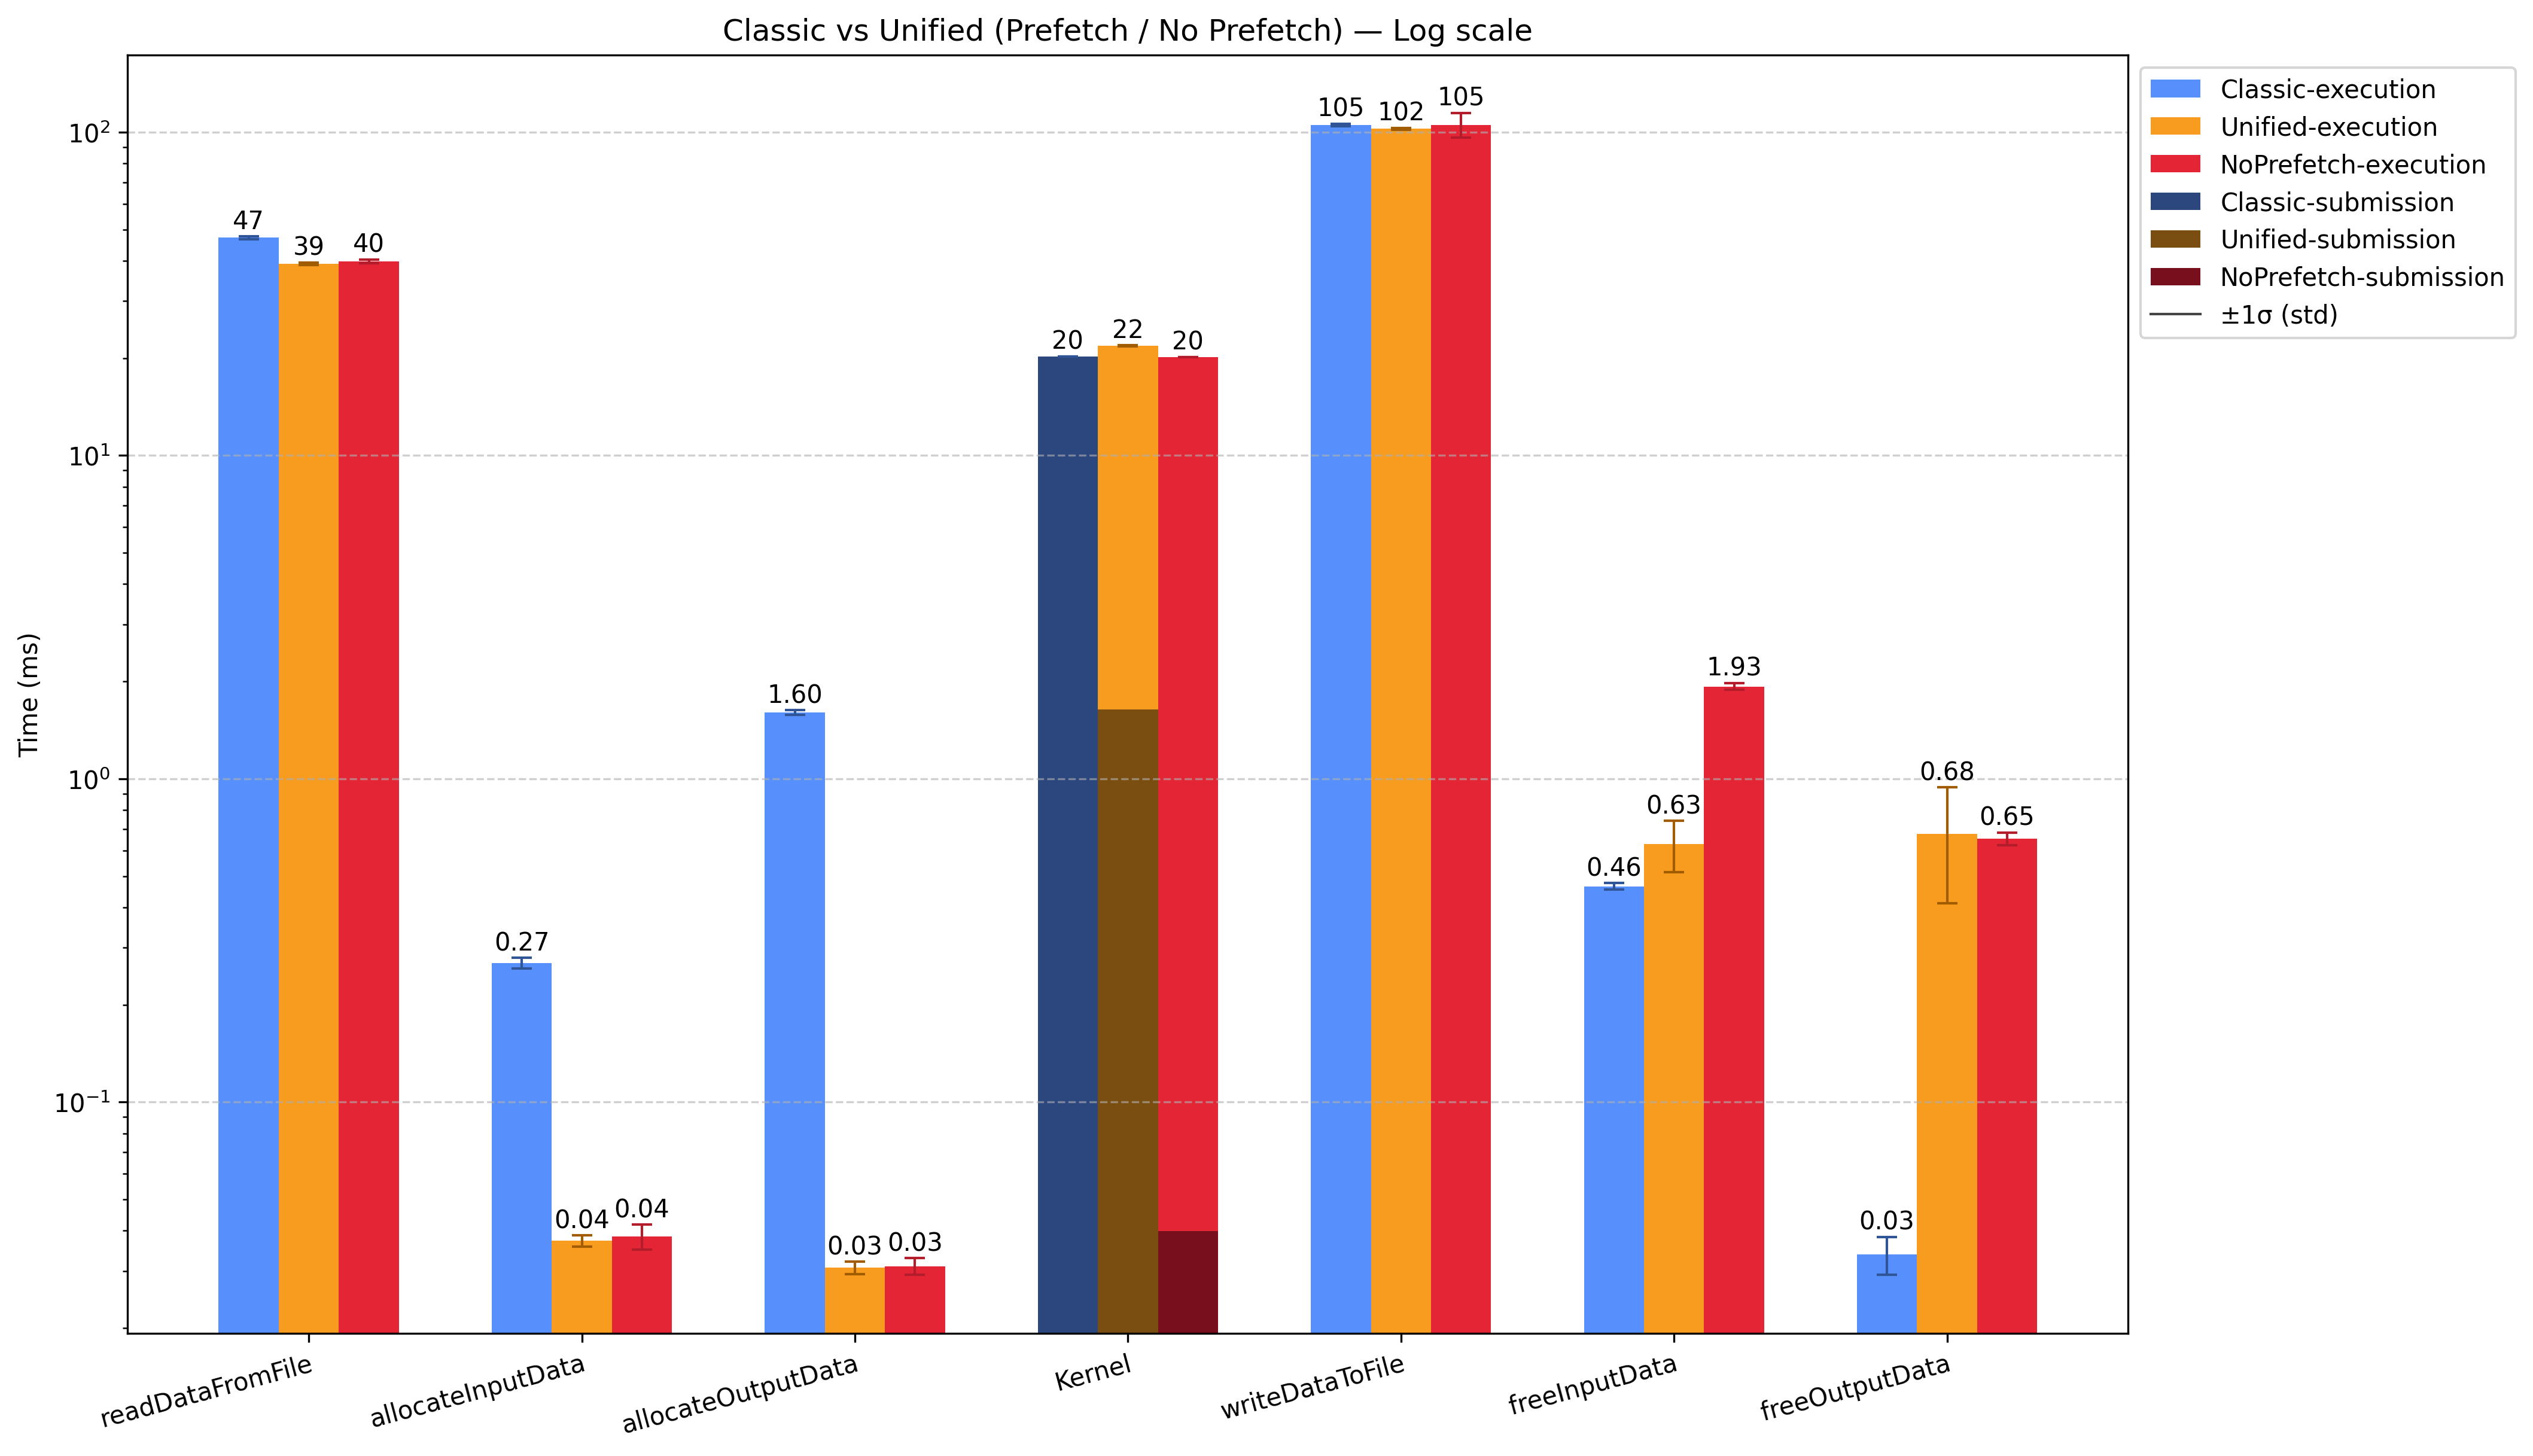 Classic vs Unified (Prefetch / No Prefetch) — Log scale
Time (ms)
10²
10¹
10⁰
10⁻¹
47
39
40
0.27
0.04
0.04
1.60
0.03
0.03
20
22
20
105
102
105
0.46
0.63
1.93
0.03
0.68
0.65
readDataFromFile
allocateInputData
allocateOutputData
Kernel
writeDataToFile
freeInputData
freeOutputData
Classic-execution
Unified-execution
NoPrefetch-execution
Classic-submission
Unified-submission
NoPrefetch-submission
±1σ (std)